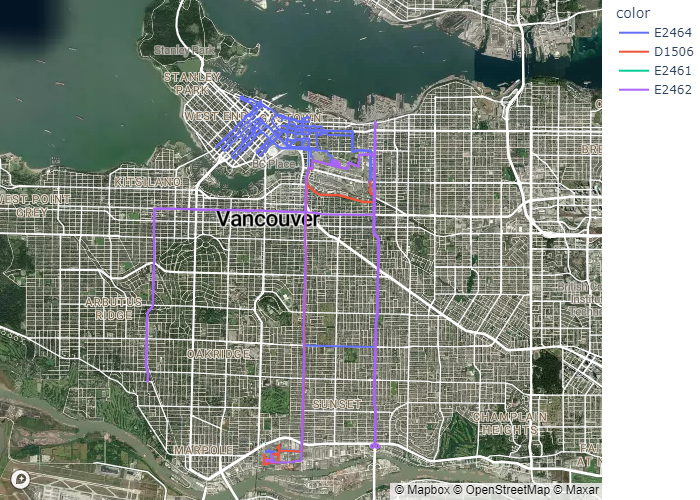 color
E2464
D1506
E2461
E2462
Stanley Park
STANLEY
PARK
WEST END
BC Place
KITSILANO
WEST POINT
GREY
Vancouver
ARBUTUS
RIDGE
OAKRIDGE
SUNSET
CHAMPLAIN
HEIGHTS
MARPOLE
© Mapbox © OpenStreetMap © Maxar